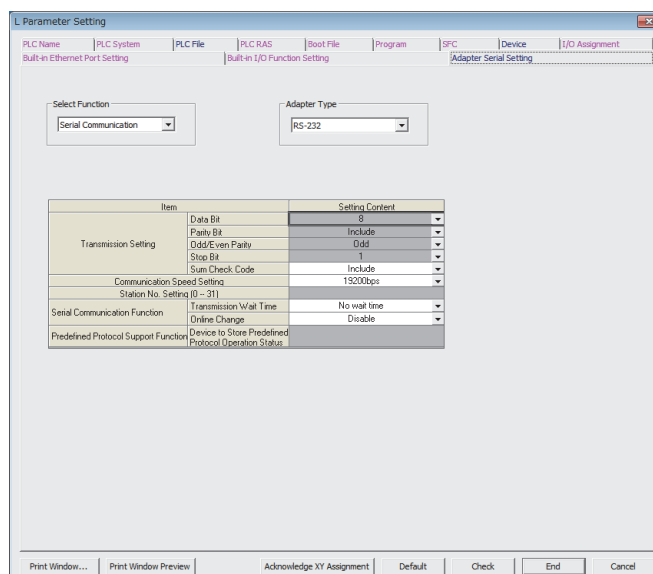 L Parameter Setting
PLC Name PLC System PLC File PLC RAS Boot File Program SFC Device I/O Assignment
Built-in Ethernet Port Setting Built-in I/O Function Setting Adapter Serial Setting
Select Function Adapter Type
Serial Communication RS-232
Item Setting Content
Transmission Setting Data Bit 8
Parity Bit Include
Odd/Even Parity Odd
Stop Bit 1
Sum Check Code Include
Communication Speed Setting 19200bps
Station No. Setting (0 -- 31)
Serial Communication Function Transmission Wait Time No wait time
Online Change Disable
Predefined Protocol Support Function Device to Store Predefined
Protocol Operation Status
Print Window... Print Window Preview Acknowledge XY Assignment Default Check End Cancel